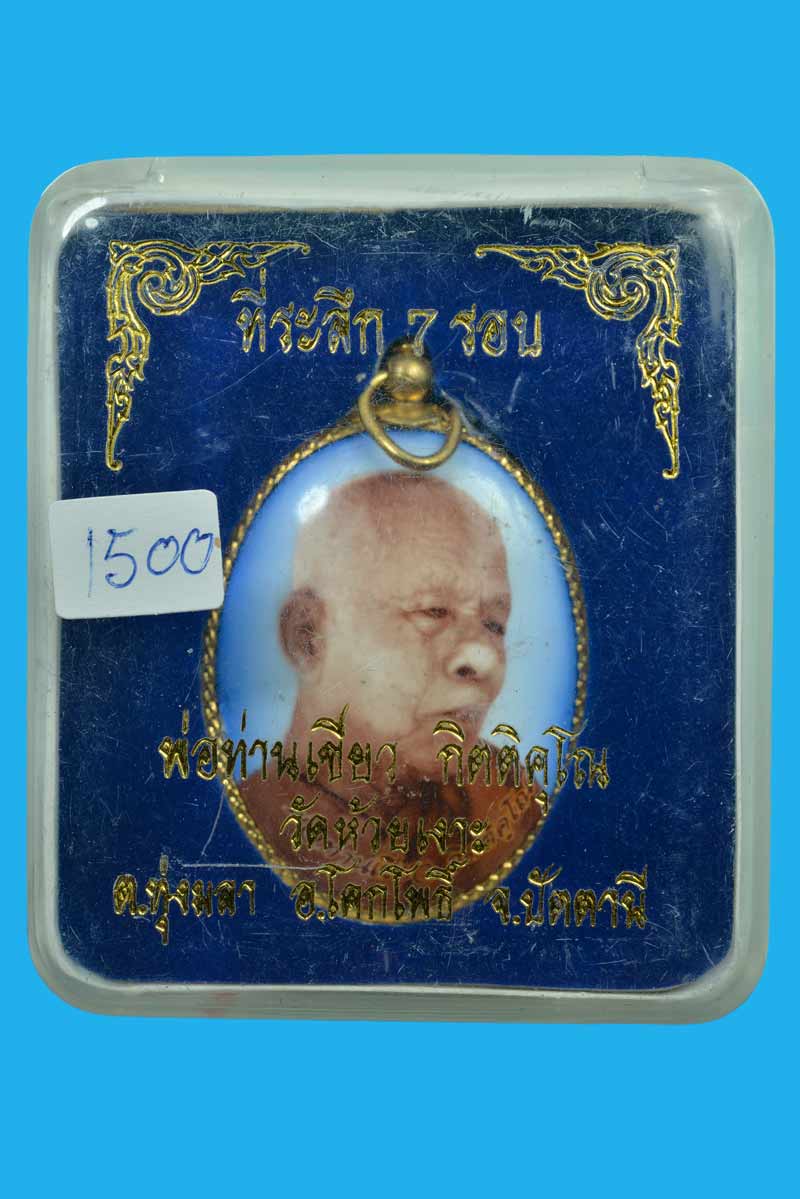 ที่ระลึก 7 รอบ
1500
พ่อท่านเขียว กิตติคุโณ
วัดห้วยเงาะ
ต.ทุ่งพลา อ.โคกโพธิ์ จ.ปัตตานี